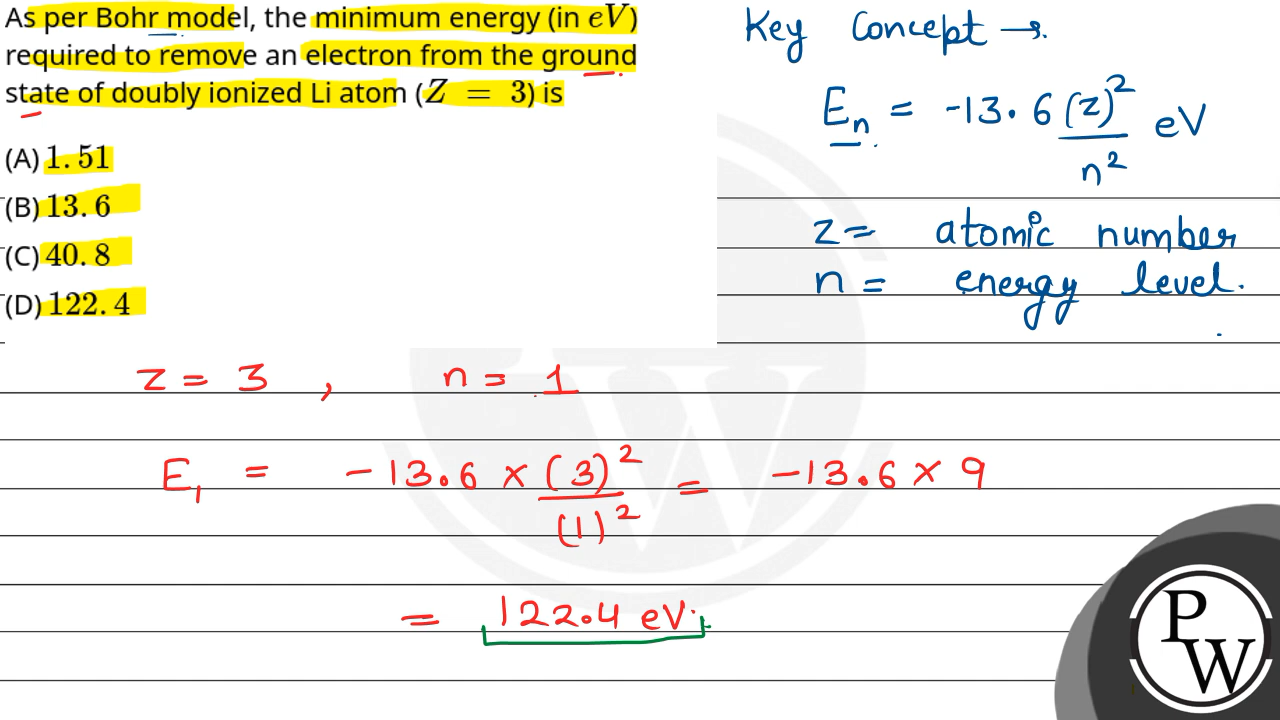 As per Bohr model, the minimum energy (in eV)
required to remove an electron from the ground
state of doubly ionized Li atom (Z = 3) is
(A) 1.51
(B) 13.6
(C) 40.8
(D) 122.4
Key Concept →.
En = -13.6 (z)² / n² eV
z = atomic number
n = energy level.
z = 3 , n = 1
E₁ = -13.6 × (3)² / (1)² = -13.6 × 9
= 122.4 eV.
PW